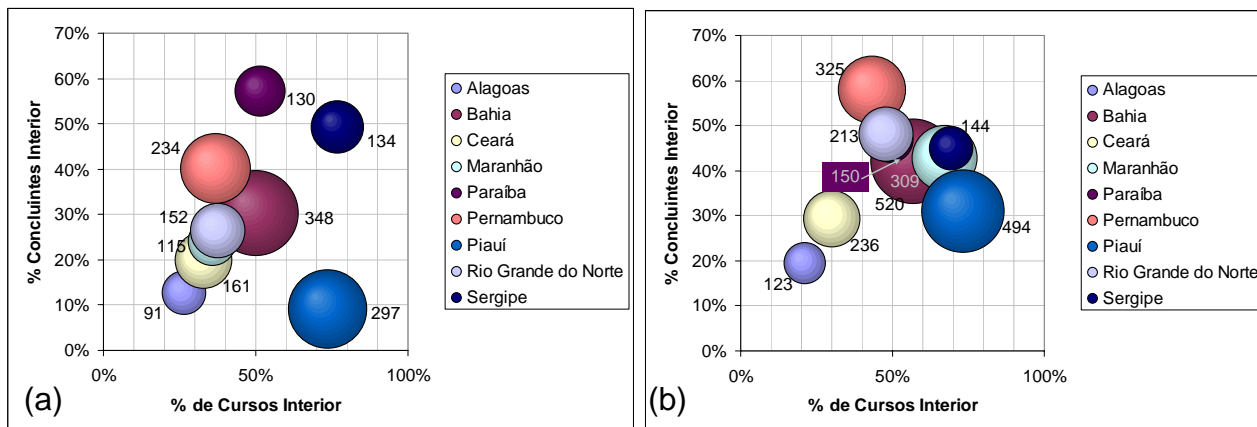 70%
60%
50%
40%
30%
20%
10%
0%
% Concluintes Interior
130
134
234
348
152
115
161
91
297
0% 50% 100%
% de Cursos Interior
(a)
Alagoas
Bahia
Ceará
Maranhão
Paraíba
Pernambuco
Piauí
Rio Grande do Norte
Sergipe
70%
60%
50%
40%
30%
20%
10%
0%
% Concluintes Interior
325
213
144
150
309
520
494
236
123
0% 50% 100%
% de Cursos Interior
(b)
Alagoas
Bahia
Ceará
Maranhão
Paraíba
Pernambuco
Piauí
Rio Grande do Norte
Sergipe